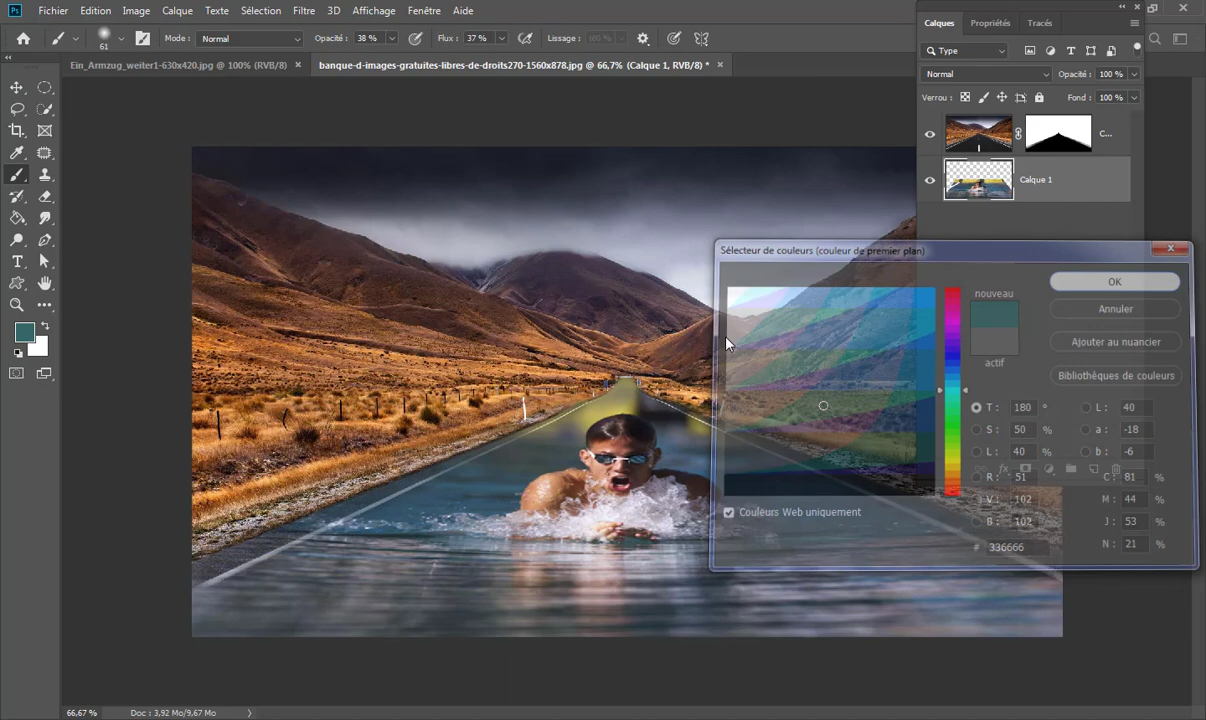 Ps Fichier Edition Image Calque Texte Sélection Filtre 3D Affichage Fenêtre Aide
61 Mode : Normal Opacité : 38 % Flux : 37 % Lissage : 100 %
Ein_Armzug_weiter1-630x420.jpg @ 100% (RVB/8) × banque-d-images-gratuites-libres-de-droits270-1560x878.jpg @ 66,7% (Calque 1, RVB/8) * ×
Calques Propriétés Tracés
Type
Normal Opacité : 100 %
Verrou : Fond : 100 %
C...
Calque 1
Sélecteur de couleurs (couleur de premier plan)
nouveau
actif
OK
Annuler
Ajouter au nuancier
Bibliothèques de couleurs
T : 180 ° L : 40
S : 50 % a : -18
L : 40 % b : -6
R : 51 C : 81 %
V : 102 M : 44 %
B : 102 J : 53 %
# 336666 N : 21 %
Couleurs Web uniquement
66,67 % Doc : 3,92 Mo/9,67 Mo